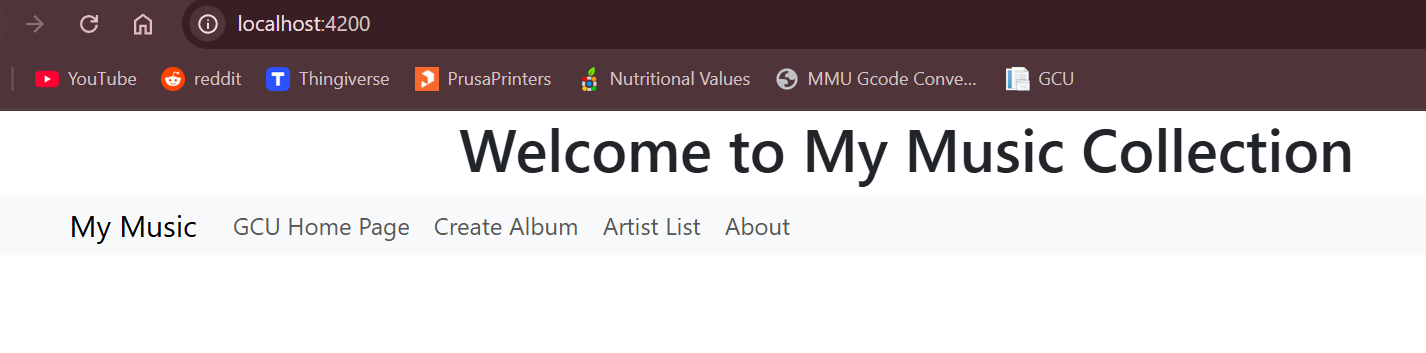 localhost:4200
YouTube reddit Thingiverse PrusaPrinters Nutritional Values MMU Gcode Conve... GCU
Welcome to My Music Collection
My Music GCU Home Page Create Album Artist List About